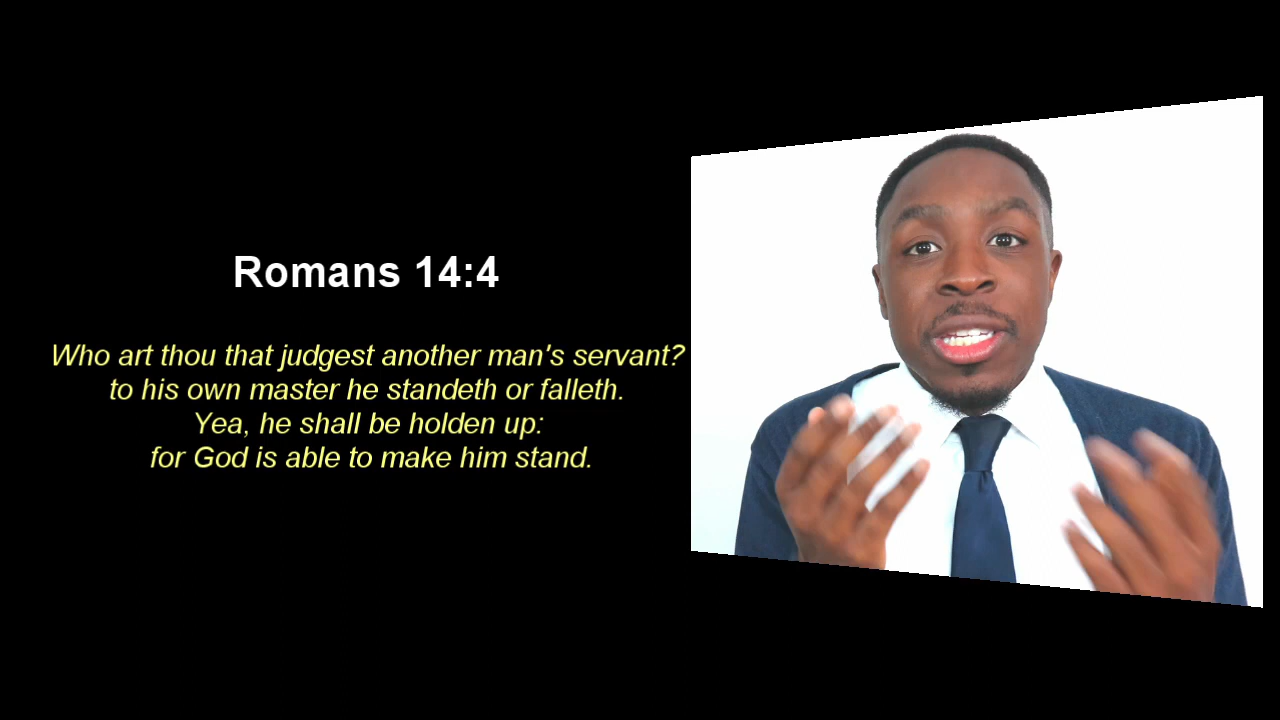 Romans 14:4
Who art thou that judgest another man's servant?
to his own master he standeth or falleth.
Yea, he shall be holden up:
for God is able to make him stand.